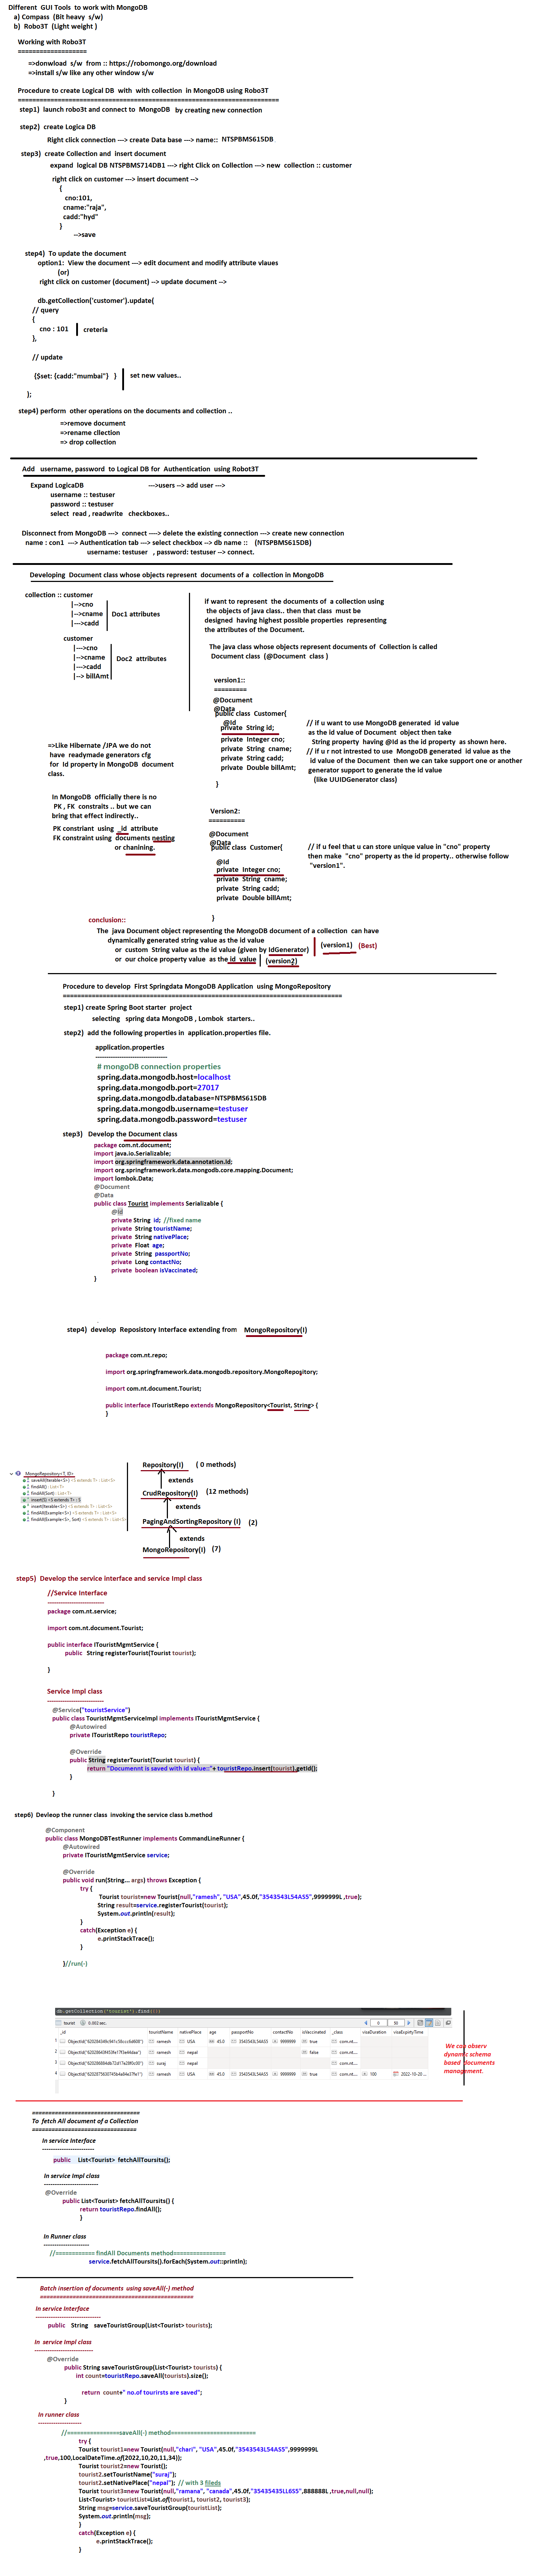 Different GUI Tools to work with MongoDB
a) Compass (Bit heavy s/w)
b) Robo3T (Light weight )
Working with Robo3T
===================
=>donwload s/w from :: https://robomongo.org/download
=>install s/w like any other window s/w
Procedure to create Logical DB with with collection in MongoDB using Robo3T
step1) launch robo3t and connect to MongoDB by creating new connection
step2) create Logica DB
Right click connection ---> create Data base ---> name:: NTSPBMS615DB
step3) create Collection and insert document
expand logical DB NTSPBMS714DB1 ---> right Click on Collection ---> new collection :: customer
right click on customer ---> insert document -->
{
cno:101,
cname:"raja",
cadd:"hyd"
}
-->save
step4) To update the document
option1: View the document ---> edit document and modify attribute vlaues
(or)
right click on customer (document) --> update document -->
db.getCollection('customer').update(
// query
{
cno : 101
creteria
},
// update
{$set: {cadd:"mumbai"} }
set new values..
);
step4) perform other operations on the documents and collection ..
=>remove document
=>rename cllection
=> drop collection
Add username, password to Logical DB for Authentication using Robot3T
Expand LogicaDB --->users --> add user --->
username :: testuser
password :: testuser
select read , readwrite checkboxes..
Disconnect from MongoDB ---> connect ----> delete the existing connection ---> create new connection
name : con1 ---> Authentication tab ---> select checkbox --> db name :: (NTSPBMS615DB)
username: testuser , password: testuser --> connect.
Developing Document class whose objects represent documents of a collection in MongoDB
collection :: customer
|-->cno
|-->cname
|--->cadd
Doc1 attributes
customer
|--->cno
|-->cname
|--->cadd
|--> billAmt
Doc2 attributes
if want to represent the documents of a collection using
the objects of java class.. then that class must be
designed having highest possible properties representing
the attributes of the Document.
The java class whose objects represent documents of Collection is called
Document class (@Document class )
version1::
=========
@Document
@Data
public class Customer{
@Id
private String id;
private Integer cno;
private String cname;
private String cadd;
private Double billAmt;
}
// if u want to use MongoDB generated id value
as the id value of Document object then take
String property having @Id as the id property as shown here.
// if u r not intrested to use MongoDB generated id value as the
id value of the Document then we can take support one or another
generator support to generate the id value
(like UUIDGenerator class)
=>Like Hibernate /JPA we do not
have readymade generators cfg
for Id property in MongoDB document
class.
In MongoDB officially there is no
PK , FK constraits .. but we can
bring that effect indirectly..
PK constriant using _id attribute
FK constraint using documents nesting
or chanining.
Version2:
==========
@Document
@Data
public class Customer{
@Id
private Integer cno;
private String cname;
private String cadd;
private Double billAmt;
}
// if u feel that u can store unique value in "cno" property
then make "cno" property as the id property.. otherwise follow
"version1".
conclusion::
The java Document object representing the MongoDB document of a collection can have
dynamically generated string value as the id value
or custom String value as the id value (given by IdGenerator)
(version1) (Best)
or our choice property value as the id value (version2)
Procedure to develop First Springdata MongoDB Application using MongoRepository
step1) create Spring Boot starter project
selecting spring data MongoDB , Lombok starters..
step2) add the following properties in application.properties file.
application.properties
# mongoDB connection properties
spring.data.mongodb.host=localhost
spring.data.mongodb.port=27017
spring.data.mongodb.database=NTSPBMS615DB
spring.data.mongodb.username=testuser
spring.data.mongodb.password=testuser
step3) Develop the Document class
package com.nt.document;
import java.io.Serializable;
import org.springframework.data.annotation.Id;
import org.springframework.data.mongodb.core.mapping.Document;
import lombok.Data;
@Document
@Data
public class Tourist implements Serializable {
@Id
private String id; //fixed name
private String touristName;
private String nativePlace;
private Float age;
private String passportNo;
private Long contactNo;
private boolean isVaccinated;
}
step4) develop Reposistory Interface extending from MongoRepository(I)
package com.nt.repo;
import org.springframework.data.mongodb.repository.MongoRepository;
import com.nt.document.Tourist;
public interface ITouristRepo extends MongoRepository<Tourist, String> {
}
MongoRepository<T, ID>
saveAll(Iterable<S>) <S extends T> : List<S>
findAll() : List<T>
findAll(Sort) : List<T>
insert(S) <S extends T> : S
insert(Iterable<S>) <S extends T> : List<S>
findAll(Example<S>) <S extends T> : List<S>
findAll(Example<S>, Sort) <S extends T> : List<S>
Repository(I) ( 0 methods)
extends
CrudRepository(I) (12 methods)
extends
PagingAndSortingRepository (I) (2)
extends
MongoRepository(I) (7)
step5) Develop the service interface and service Impl class
//Service Interface
package com.nt.service;
import com.nt.document.Tourist;
public interface ITouristMgmtService {
public String registerTourist(Tourist tourist);
}
Service Impl class
@Service("touristService")
public class TouristMgmtServiceImpl implements ITouristMgmtService {
@Autowired
private ITouristRepo touristRepo;
@Override
public String registerTourist(Tourist tourist) {
return "Documennt is saved with id value::"+ touristRepo.insert(tourist).getId();
}
}
step6) Devleop the runner class invoking the service class b.method
@Component
public class MongoDBTestRunner implements CommandLineRunner {
@Autowired
private ITouristMgmtService service;
@Override
public void run(String... args) throws Exception {
try {
Tourist tourist=new Tourist(null,"ramesh", "USA",45.0f,"3543543L54A55",9999999L ,true);
String result=service.registerTourist(tourist);
System.out.println(result);
}
catch(Exception e) {
e.printStackTrace();
}
}//run(-)
db.getCollection('tourist').find({})
tourist 0.002 sec. 0 50
_id touristName nativePlace age passportNo contactNo isVaccinated _class visaDuration visaExpiryTime
ramesh USA 45.0 3543543L54A55 9999999 true com.nt....
ramesh nepal false com.nt....
suraj nepal com.nt....
ramesh USA 45.0 3543543L54A55 9999999 true com.nt.... 100 2022-10-20 ...
We can observ
dynamic schema
based documents
management.
To fetch All document of a Collection
In service Interface
public List<Tourist> fetchAllToursits();
In service Impl class
@Override
public List<Tourist> fetchAllToursits() {
return touristRepo.findAll();
}
In Runner class
//============ findAll Documents method================
service.fetchAllToursits().forEach(System.out::println);
Batch insertion of documents using saveAll(-) method
In service Interface
public String saveTouristGroup(List<Tourist> tourists);
In service Impl class
@Override
public String saveTouristGroup(List<Tourist> tourists) {
int count=touristRepo.saveAll(tourists).size();
return count+" no.of tourirsts are saved";
}
In runner class
//================saveAll(-) method==========================
try {
Tourist tourist1=new Tourist(null,"chari", "USA",45.0f,"3543543L54A55",9999999L
,true,100,LocalDateTime.of(2022,10,20,11,34));
Tourist tourist2=new Tourist();
tourist2.setTouristName("suraj");
tourist2.setNativePlace("nepal"); // with 3 fileds
Tourist tourist3=new Tourist(null,"ramana", "canada",45.0f,"35435435LL6S5",888888L ,true,null,null);
List<Tourist> touristList=List.of(tourist1, tourist2, tourist3);
String msg=service.saveTouristGroup(touristList);
System.out.println(msg);
}
catch(Exception e) {
e.printStackTrace();
}